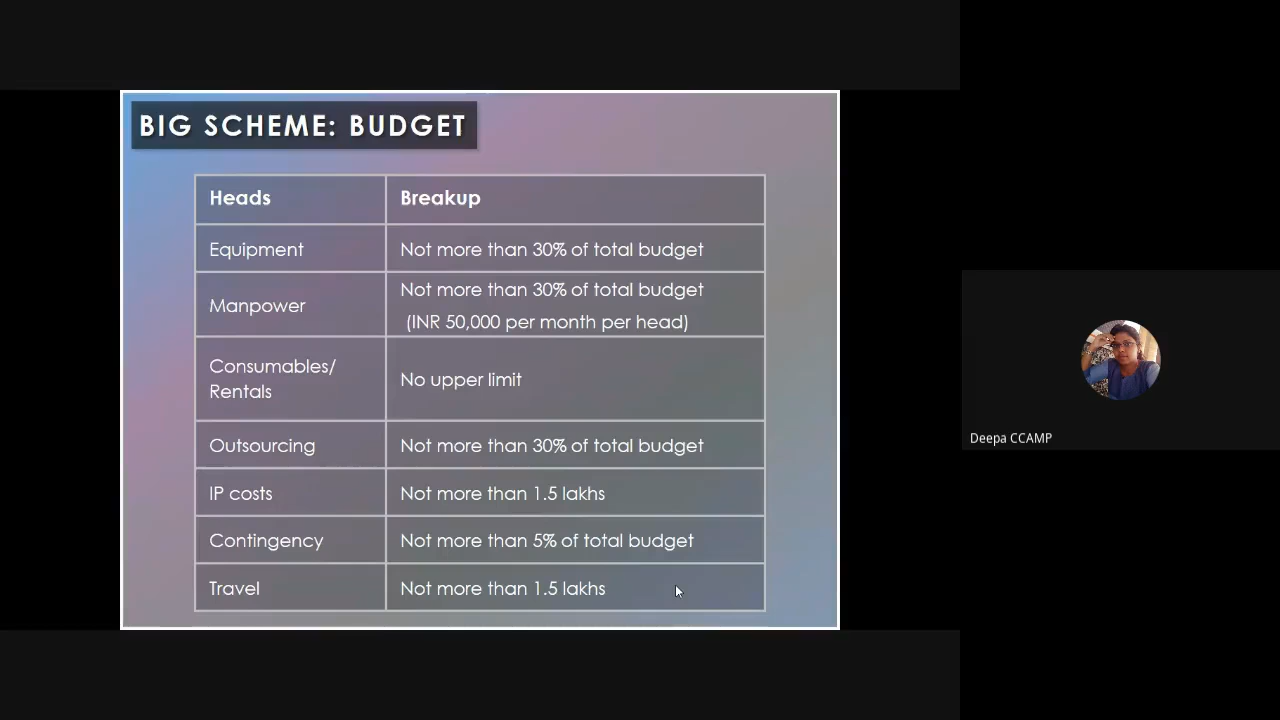 BIG SCHEME: BUDGET
Heads
Breakup
Equipment
Not more than 30% of total budget
Manpower
Not more than 30% of total budget
(INR 50,000 per month per head)
Consumables/
Rentals
No upper limit
Outsourcing
Not more than 30% of total budget
IP costs
Not more than 1.5 lakhs
Contingency
Not more than 5% of total budget
Travel
Not more than 1.5 lakhs
Deepa CCAMP